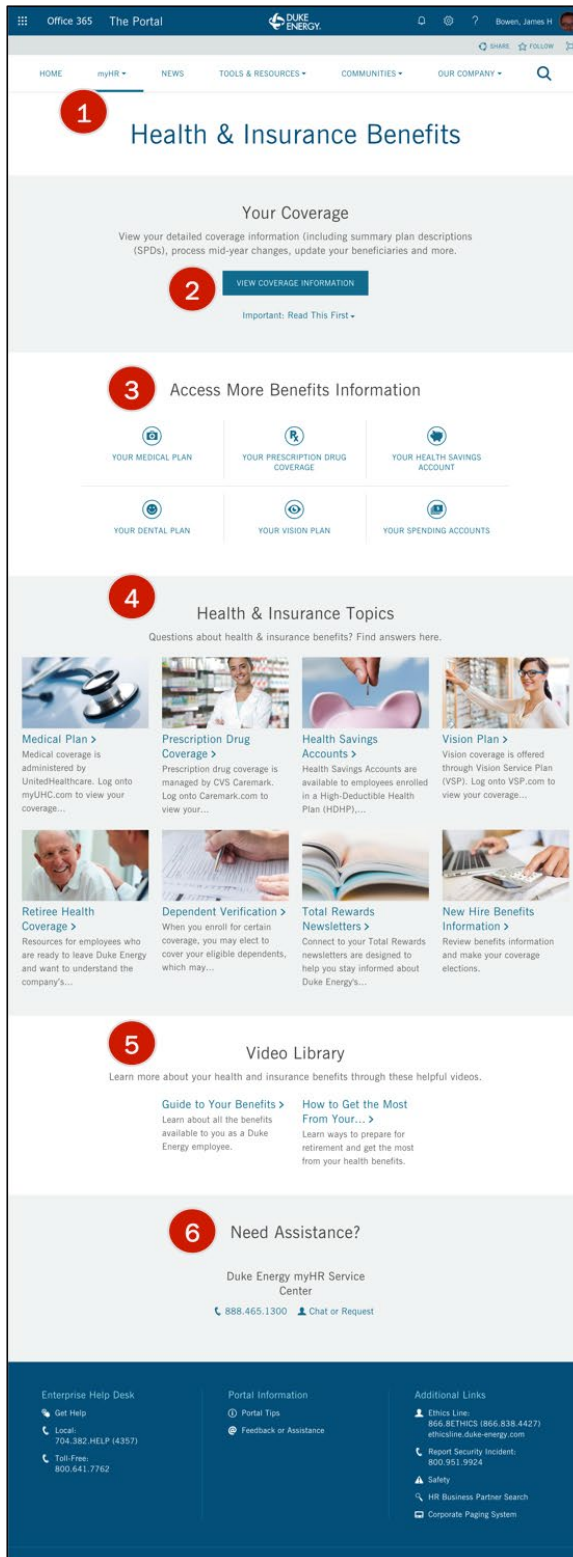 Office 365 The Portal DUKE ENERGY. ? Bowen, James H
SHARE FOLLOW
HOME myHR NEWS TOOLS & RESOURCES COMMUNITIES OUR COMPANY
1
Health & Insurance Benefits
Your Coverage
View your detailed coverage information (including summary plan descriptions
(SPDs), process mid-year changes, update your beneficiaries and more.
2
VIEW COVERAGE INFORMATION
Important: Read This First
3
Access More Benefits Information
YOUR MEDICAL PLAN
YOUR PRESCRIPTION DRUG
COVERAGE
YOUR HEALTH SAVINGS
ACCOUNT
YOUR DENTAL PLAN
YOUR VISION PLAN
YOUR SPENDING ACCOUNTS
4
Health & Insurance Topics
Questions about health & insurance benefits? Find answers here.
Medical Plan >
Medical coverage is
administered by
UnitedHealthcare. Log onto
myUHC.com to view your
coverage...
Prescription Drug
Coverage >
Prescription drug coverage is
managed by CVS Caremark.
Log onto Caremark.com to
view your...
Health Savings
Accounts >
Health Savings Accounts are
available to employees enrolled
in a High-Deductible Health
Plan (HDHP),...
Vision Plan >
Vision coverage is offered
through Vision Service Plan
(VSP). Log onto VSP.com to
view your coverage...
Retiree Health
Coverage >
Resources for employees who
are ready to leave Duke Energy
and want to understand the
company's...
Dependent Verification >
When you enroll for certain
coverage, you may elect to
cover your eligible dependents,
which may...
Total Rewards
Newsletters >
Connect to your Total Rewards
newsletters are designed to
help you stay informed about
Duke Energy's...
New Hire Benefits
Information >
Review benefits information
and make your coverage
elections.
5
Video Library
Learn more about your health and insurance benefits through these helpful videos.
Guide to Your Benefits >
Learn about all the benefits
available to you as a Duke
Energy employee.
How to Get the Most
From Your... >
Learn ways to prepare for
retirement and get the most
from your health benefits.
6
Need Assistance?
Duke Energy myHR Service
Center
888.465.1300 Chat or Request
Enterprise Help Desk
Get Help
Local:
704.382.HELP (4357)
Toll-Free:
800.641.7762
Portal Information
Portal Tips
Feedback or Assistance
Additional Links
Ethics Line:
866.8ETHICS (866.838.4427)
ethicsline.duke-energy.com
Report Security Incident:
800.951.9924
Safety
HR Business Partner Search
Corporate Paging System